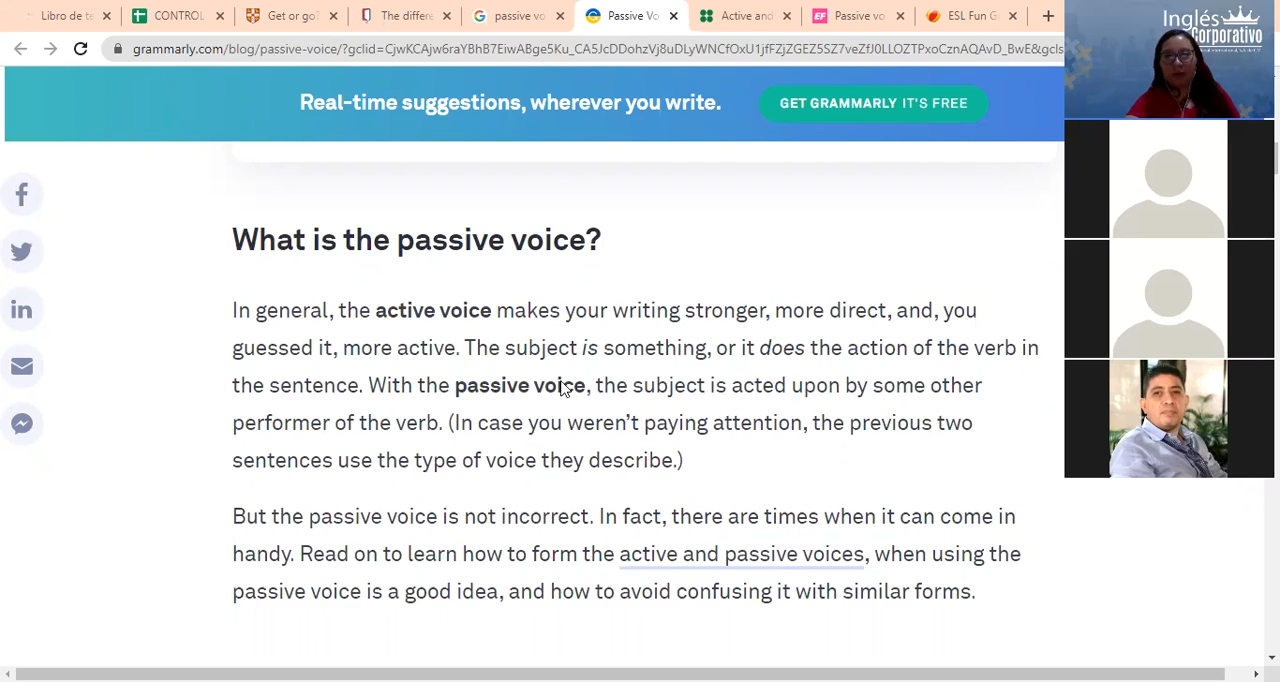 Libro de te
CONTROL
Get or go?
The differe
passive vo
Passive Vo
Active and
Passive vo
ESL Fun G
grammarly.com/blog/passive-voice/?gclid=CjwKCAjw6raYBhB7EiwABge5Ku_CA5JcDDohzVj8uDLyWNCfOxU1jfFZjZGEZ5SZ7veZfJ0LLOZTPxoCznAQAvD_BwE&gcls
Inglés
Corporativo
Real-time suggestions, wherever you write.
GET GRAMMARLY IT'S FREE
What is the passive voice?
In general, the active voice makes your writing stronger, more direct, and, you
guessed it, more active. The subject is something, or it does the action of the verb in
the sentence. With the passive voice, the subject is acted upon by some other
performer of the verb. (In case you weren’t paying attention, the previous two
sentences use the type of voice they describe.)
But the passive voice is not incorrect. In fact, there are times when it can come in
handy. Read on to learn how to form the active and passive voices, when using the
passive voice is a good idea, and how to avoid confusing it with similar forms.